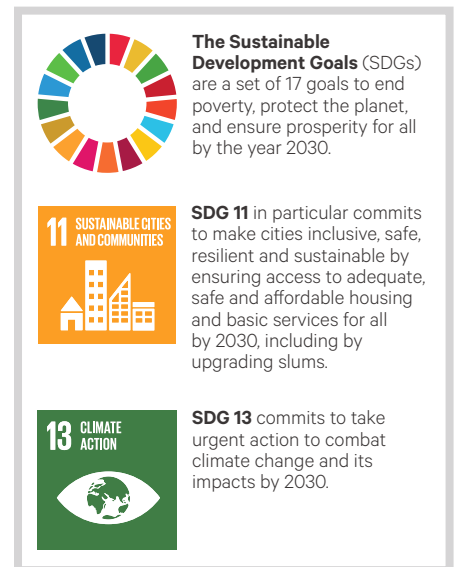 The Sustainable
Development Goals (SDGs)
are a set of 17 goals to end
poverty, protect the planet,
and ensure prosperity for all
by the year 2030.
11 SUSTAINABLE CITIES
AND COMMUNITIES
SDG 11 in particular commits
to make cities inclusive, safe,
resilient and sustainable by
ensuring access to adequate,
safe and affordable housing
and basic services for all
by 2030, including by
upgrading slums.
13 CLIMATE
ACTION
SDG 13 commits to take
urgent action to combat
climate change and its
impacts by 2030.